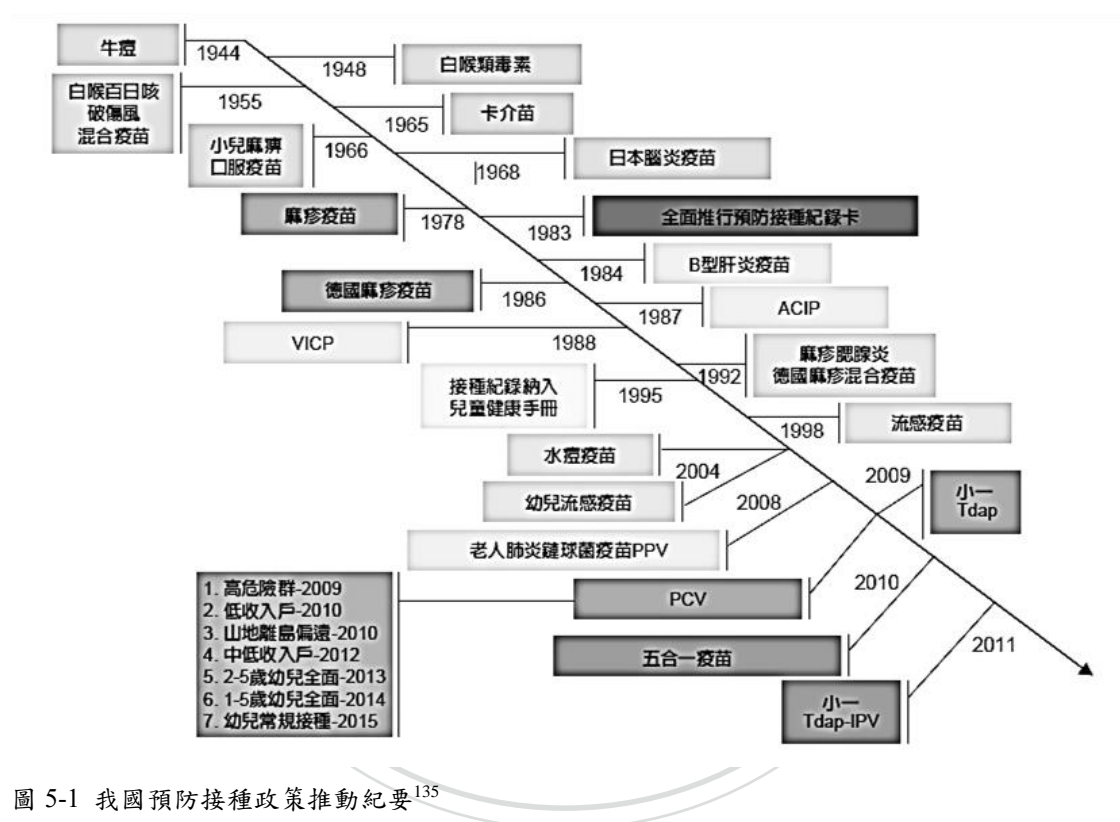 牛痘
1944
1948
白喉類毒素
白喉百日咳
破傷風
混合疫苗
1955
1965
卡介苗
小兒麻痹
口服疫苗
1966
1968
日本腦炎疫苗
麻疹疫苗
1978
1983
全面推行預防接種紀錄卡
1984
B型肝炎疫苗
德國麻疹疫苗
1986
1987
ACIP
VICP
1988
1992
麻疹腮腺炎
德國麻疹混合疫苗
接種紀錄納入
兒童健康手冊
1995
1998
流感疫苗
水痘疫苗
2004
幼兒流感疫苗
2008
老人肺炎鏈球菌疫苗PPV
2009
小一
Tdap
1. 高危險群-2009
2. 低收入戶-2010
3. 山地離島偏遠-2010
4. 中低收入戶-2012
5. 2-5歲幼兒全面-2013
6. 1-5歲幼兒全面-2014
7. 幼兒常規接種-2015
PCV
2010
五合一疫苗
2011
小一
Tdap-IPV
圖 5-1 我國預防接種政策推動紀要135